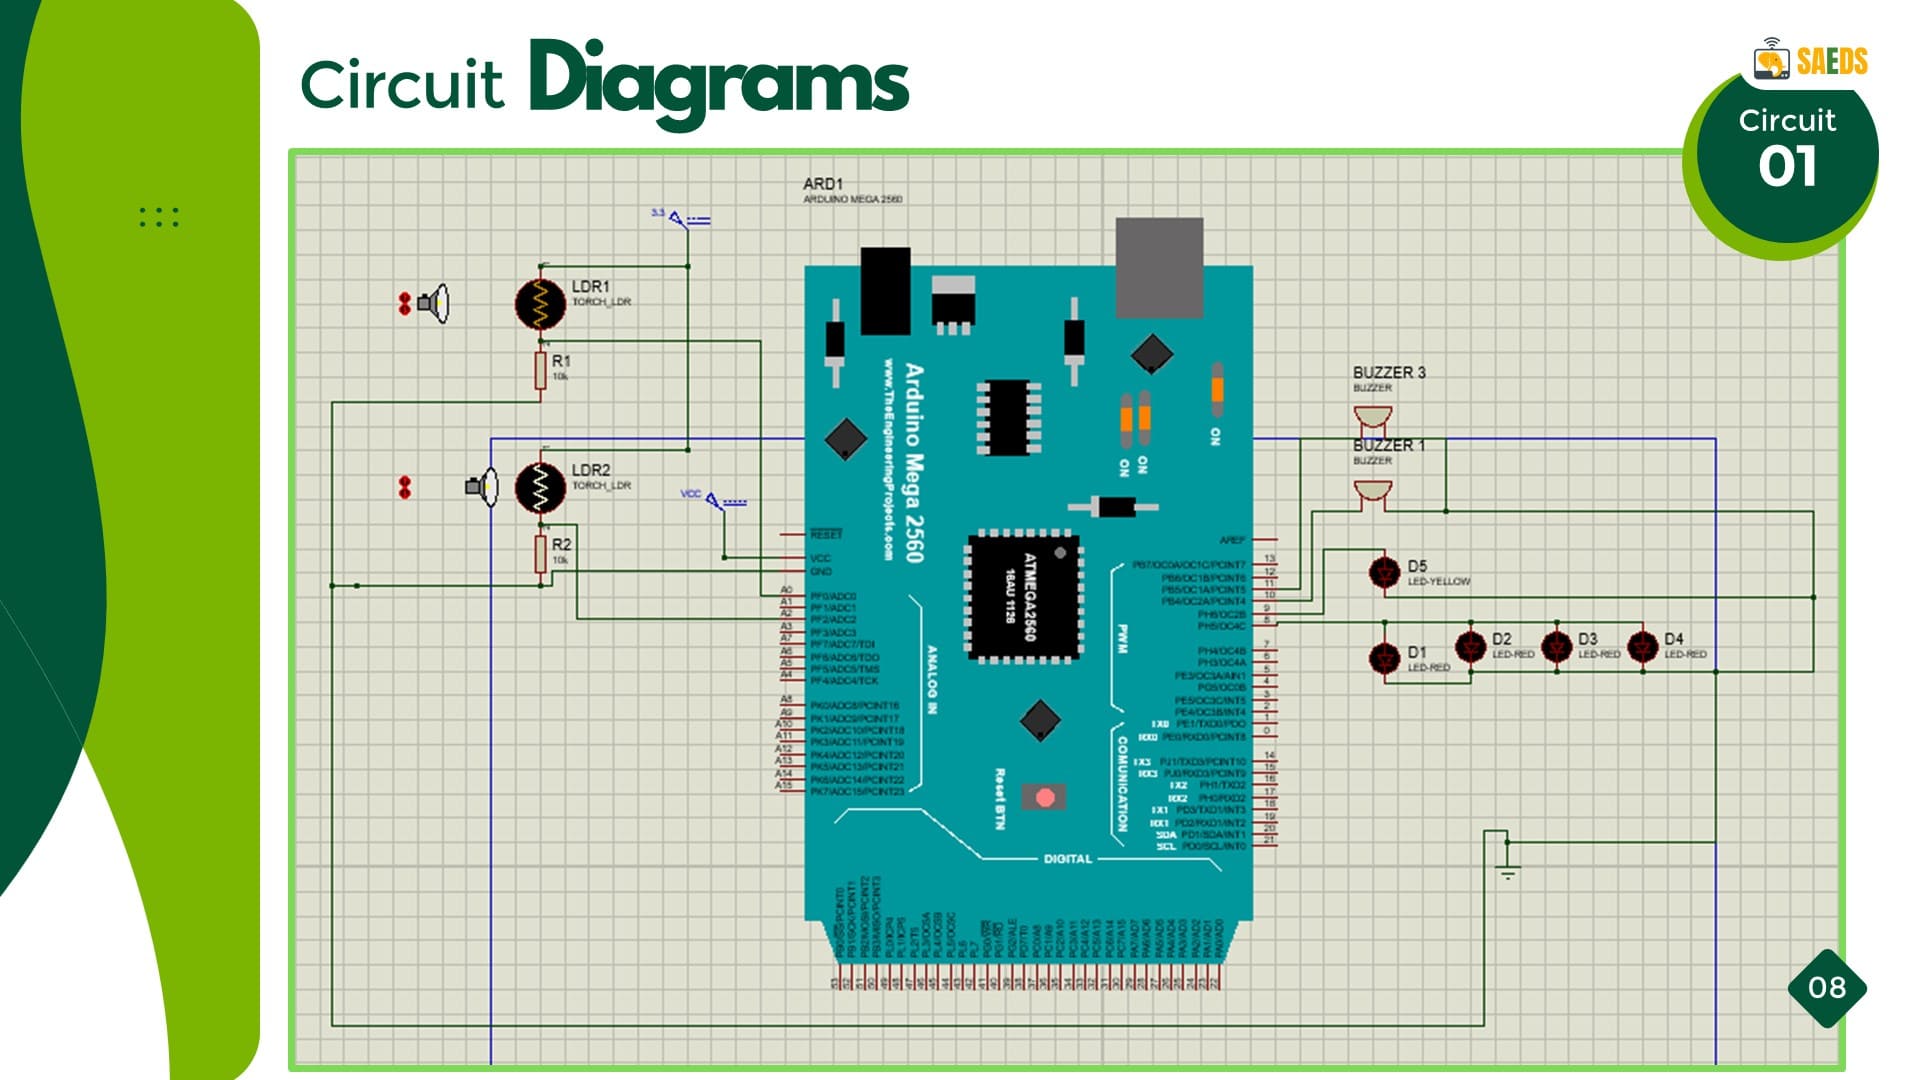 Circuit Diagrams
SAEDS
Circuit
01
ARD1
ARDUINO MEGA 2560
3.3
LDR1
TORCH_LDR
R1
10k
LDR2
TORCH_LDR
VCC
R2
10k
Arduino Mega 2560
www.TheEngineeringProjects.com
ON
ON
ON
BUZZER 3
BUZZER
BUZZER 1
BUZZER
D5
LED-YELLOW
D1
LED-RED
D2
LED-RED
D3
LED-RED
D4
LED-RED
ATMEGA2560
16AU 1126
RESET
VCC
GND
A0 PF0/ADC0
A1 PF1/ADC1
A2 PF2/ADC2
A3 PF3/ADC3
PF7/ADC7/TDI
PF6/ADC6/TDO
PF5/ADC5/TMS
A4 PF4/ADC4/TCK
A8 PK0/ADC8/PCINT16
A9 PK1/ADC9/PCINT17
A10 PK2/ADC10/PCINT18
A11 PK3/ADC11/PCINT19
A12 PK4/ADC12/PCINT20
A13 PK5/ADC13/PCINT21
A14 PK6/ADC14/PCINT22
A15 PK7/ADC15/PCINT23
ANALOG IN
AREF
PB7/OC0A/OC1C/PCINT7 13
PB6/OC1B/PCINT6 12
PB5/OC1A/PCINT5 11
PB4/OC2A/PCINT4 10
PH6/OC2B 9
PH5/OC4C 8
PH4/OC4B 7
PH3/OC4A 6
PE3/OC3A/AIN1 5
PG5/OC0B 4
PE5/OC3C/INT5 3
PE4/OC3B/INT4 2
TX0 PE1/TXD0/PDO 1
RX0 PE0/RXD0/PCINT8 0
PWM
TX3 PJ1/TXD3/PCINT10 14
RX3 PJ0/RXD3/PCINT9 15
TX2 PH1/TXD2 16
RX2 PH0/RXD2 17
TX1 PD3/TXD1/INT3 18
RX1 PD2/RXD1/INT2 19
SDA PD1/SDA/INT1 20
SCL PD0/SCL/INT0 21
COMUNICATION
Reset BTN
DIGITAL
08